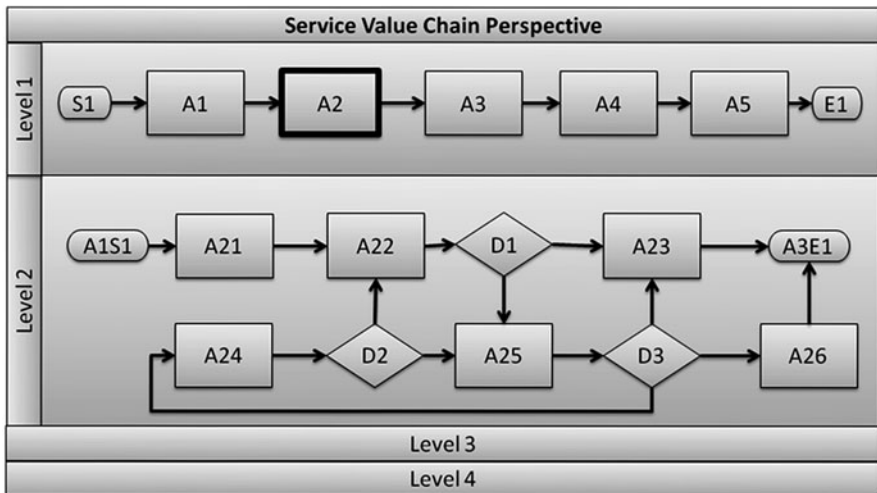 Service Value Chain Perspective
Level 1
S1 A1 A2 A3 A4 A5 E1
Level 2
A1S1 A21 A22 D1 A23 A3E1
A24 D2 A25 D3 A26
Level 3
Level 4